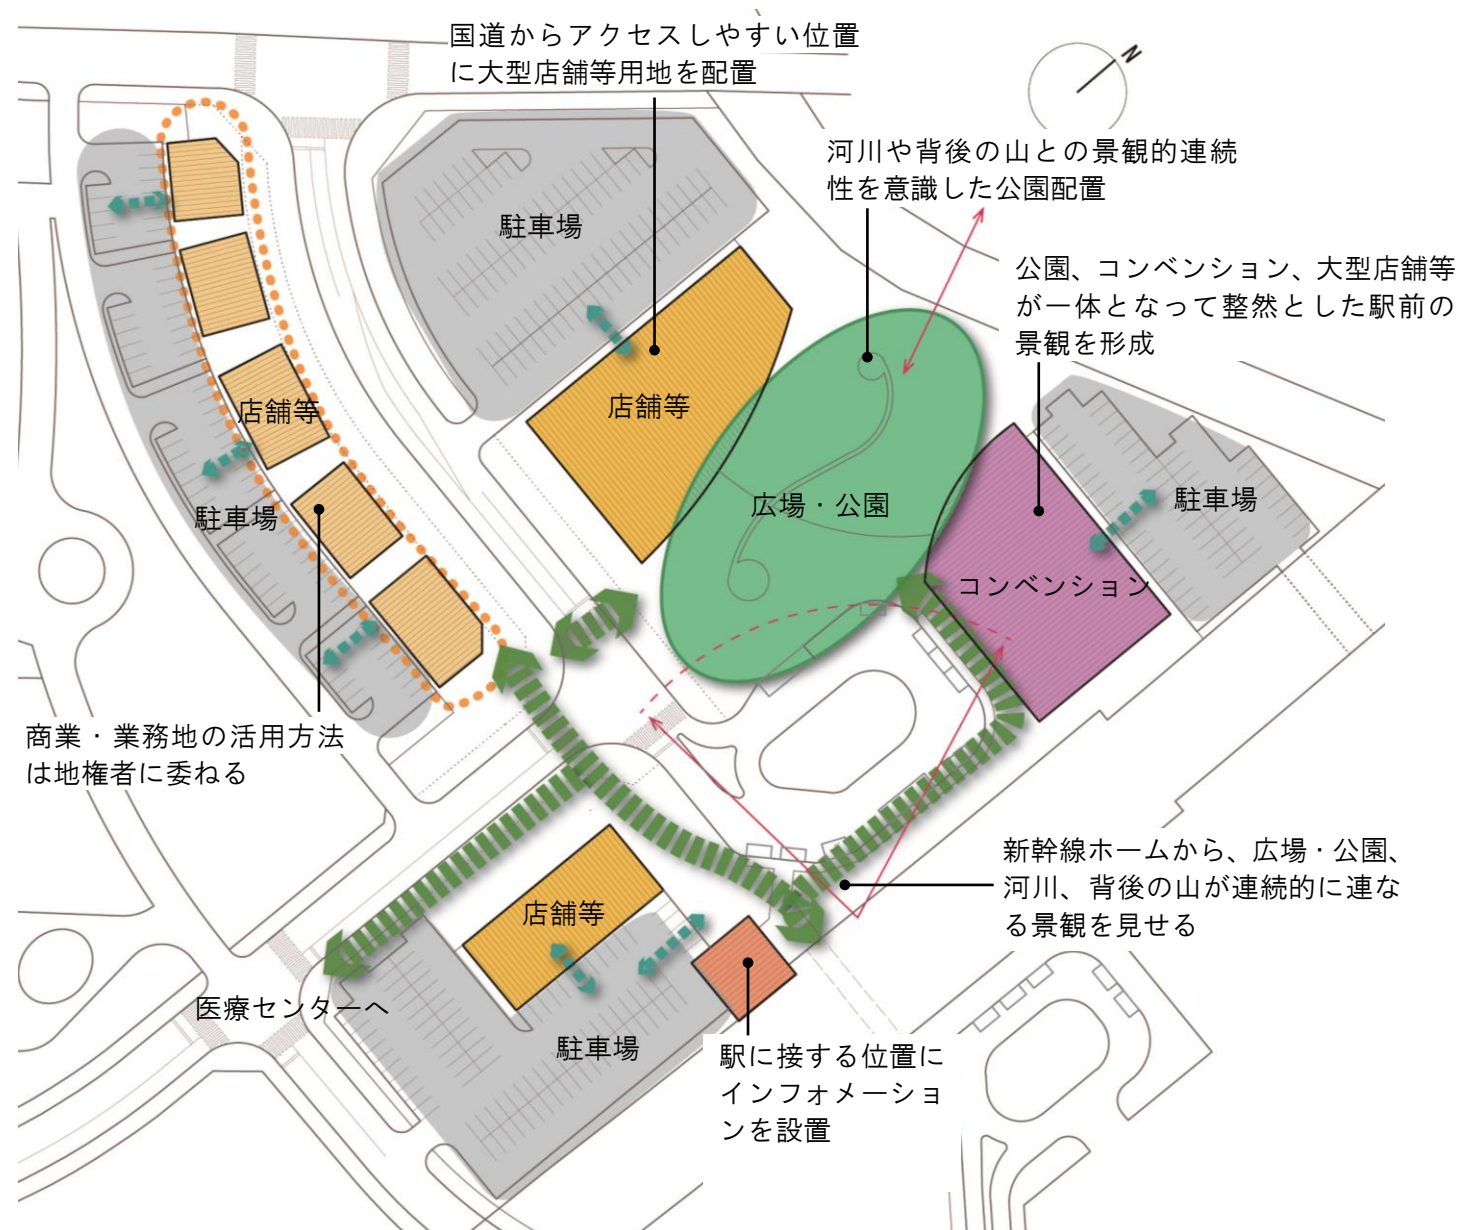 国道からアクセスしやすい位置
に大型店舗等用地を配置
N
河川や背後の山との景観的連続
性を意識した公園配置
駐車場
公園、コンベンション、大型店舗等
が一体となって整然とした駅前の
景観を形成
店舗等
店舗等
広場・公園
駐車場
駐車場
コンベンション
商業・業務地の活用方法
は地権者に委ねる
新幹線ホームから、広場・公園、
河川、背後の山が連続的に連な
る景観を見せる
店舗等
医療センターへ
駐車場
駅に接する位置に
インフォメーショ
ンを設置